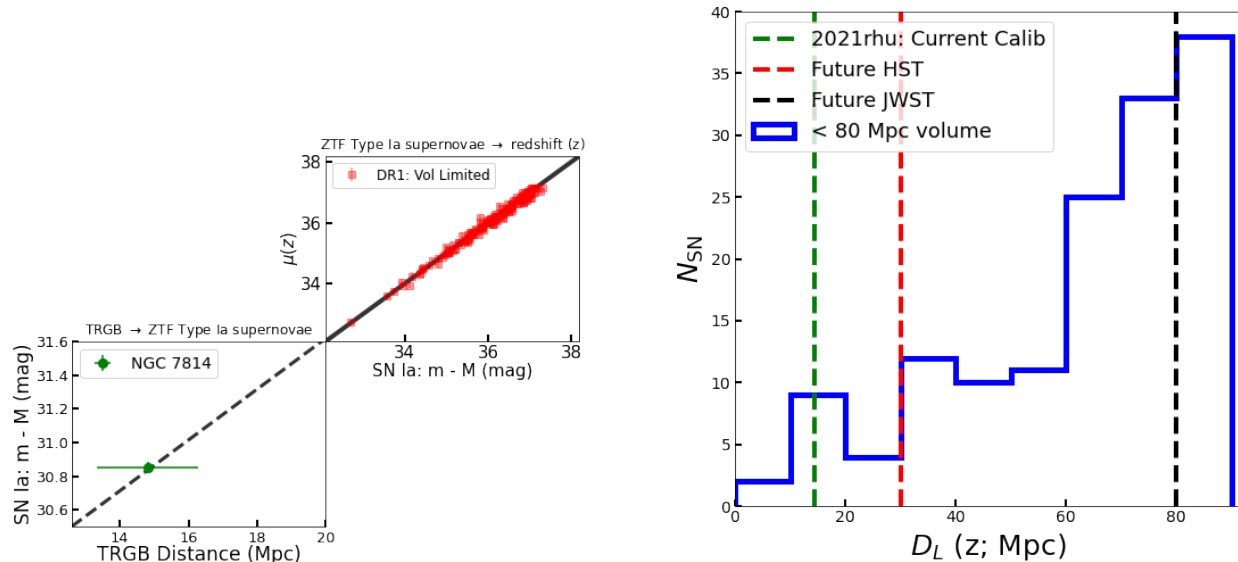 ZTF Type Ia supernovae → redshift (z)
38
DR1: Vol Limited
μ(z)
36
34
34 36 38
SN Ia: m - M (mag)
TRGB → ZTF Type Ia supernovae
31.6
NGC 7814
SN Ia: m - M (mag)
31.4
31.2
31.0
30.8
30.6
14 16 18 20
TRGB Distance (Mpc)
40
2021rhu: Current Calib
Future HST
Future JWST
< 80 Mpc volume
35
30
25
N_SN
20
15
10
5
0
0 20 40 60 80
D_L (z; Mpc)